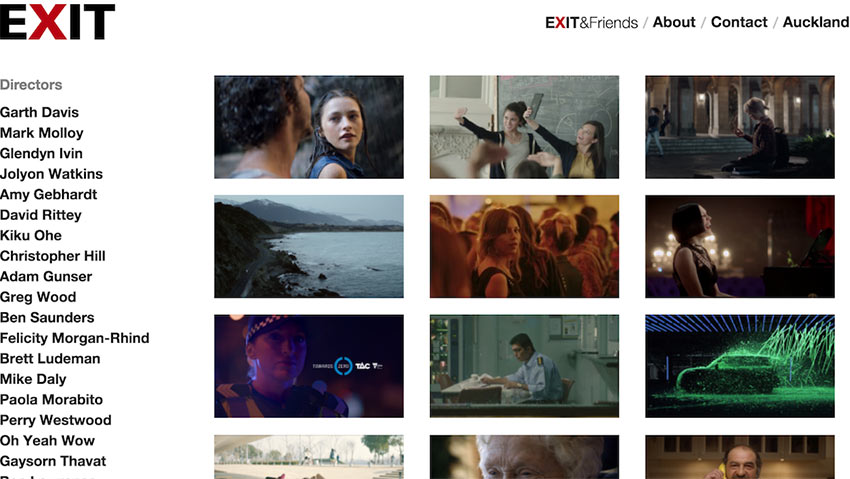 EXIT
EXIT&Friends / About / Contact / Auckland
Directors
Garth Davis
Mark Molloy
Glendyn Ivin
Jolyon Watkins
Amy Gebhardt
David Rittey
Kiku Ohe
Christopher Hill
Adam Gunser
Greg Wood
Ben Saunders
Felicity Morgan-Rhind
Brett Ludeman
Mike Daly
Paola Morabito
Perry Westwood
Oh Yeah Wow
Gaysorn Thavat
TOWARDS ZERO TAC